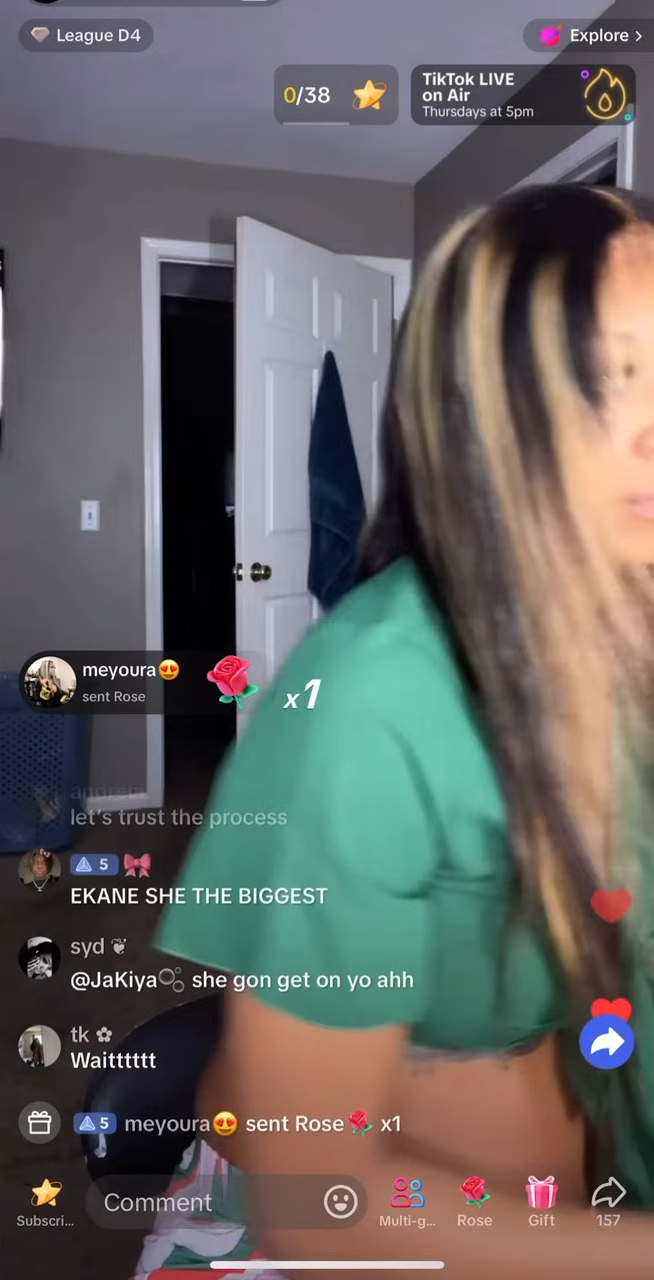 League D4
Explore >
0/38
TikTok LIVE
on Air
Thursdays at 5pm
meyoura😍
sent Rose
x1
andreia
let's trust the process
5 🎀
EKANE SHE THE BIGGEST
syd ❦
@JaKiya🫧 she gon get on yo ahh
tk ✿
Waitttttt
5 meyoura😍 sent Rose🌹 x1
Subscri...
Comment
Multi-g...
Rose
Gift
157